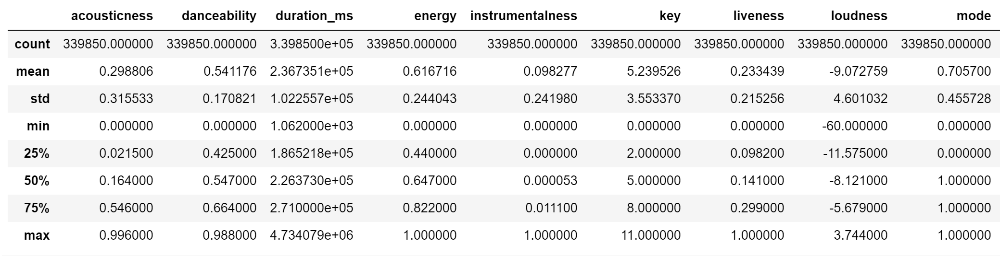 acousticness danceability duration_ms energy instrumentalness key liveness loudness mode
count 339850.000000 339850.000000 3.398500e+05 339850.000000 339850.000000 339850.000000 339850.000000 339850.000000 339850.000000
mean 0.298806 0.541176 2.367351e+05 0.616716 0.098277 5.239526 0.233439 -9.072759 0.705700
std 0.315533 0.170821 1.022557e+05 0.244043 0.241980 3.553370 0.215256 4.601032 0.455728
min 0.000000 0.000000 1.062000e+03 0.000000 0.000000 0.000000 0.000000 -60.000000 0.000000
25% 0.021500 0.425000 1.865218e+05 0.440000 0.000000 2.000000 0.098200 -11.575000 0.000000
50% 0.164000 0.547000 2.263730e+05 0.647000 0.000053 5.000000 0.141000 -8.121000 1.000000
75% 0.546000 0.664000 2.710000e+05 0.822000 0.011100 8.000000 0.299000 -5.679000 1.000000
max 0.996000 0.988000 4.734079e+06 1.000000 1.000000 11.000000 1.000000 3.744000 1.000000